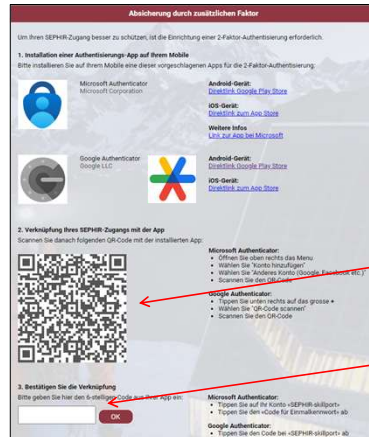 Absicherung durch zusätzlichen Faktor
Um Ihren SEPHIR-Zugang besser zu schützen, ist die Einrichtung einer 2-Faktor-Authentisierung erforderlich.
1. Installation einer Authentisierungs-App auf Ihrem Mobile
Bitte installieren Sie auf Ihrem Mobile eine dieser vorgeschlagenen Apps für die 2-Faktor-Authentisierung:
Microsoft Authenticator
Microsoft Corporation
Android-Gerät:
Direktlink Google Play Store
iOS-Gerät:
Direktlink zum App Store
Weitere Infos
Link zur App bei Microsoft
Google Authenticator
Google LLC
Android-Gerät:
Direktlink Google Play Store
iOS-Gerät:
Direktlink zum App Store
2. Verknüpfung Ihres SEPHIR-Zugangs mit der App
Scannen Sie danach folgenden QR-Code mit der installierten App:
Microsoft Authenticator:
• Öffnen Sie oben rechts das Menu
• Wählen Sie "Konto hinzufügen"
• Wählen Sie "Anderes Konto (Google, Facebook etc.)"
• Scannen Sie den QR-Code
Google Authenticator:
• Tippen Sie unten rechts auf das grosse +
• Wählen Sie "QR-Code scannen"
• Scannen Sie den QR-Code
3. Bestätigen Sie die Verknüpfung
Bitte geben Sie hier den 6-stelligen Code aus Ihrer App ein:
OK
Microsoft Authenticator:
• Tippen Sie auf Ihr Konto «SEPHIR-skillport»
• Tippen Sie den «Code für Einmalkennwort» ab
Google Authenticator:
• Tippen Sie den Code bei «SEPHIR-skillport» ab